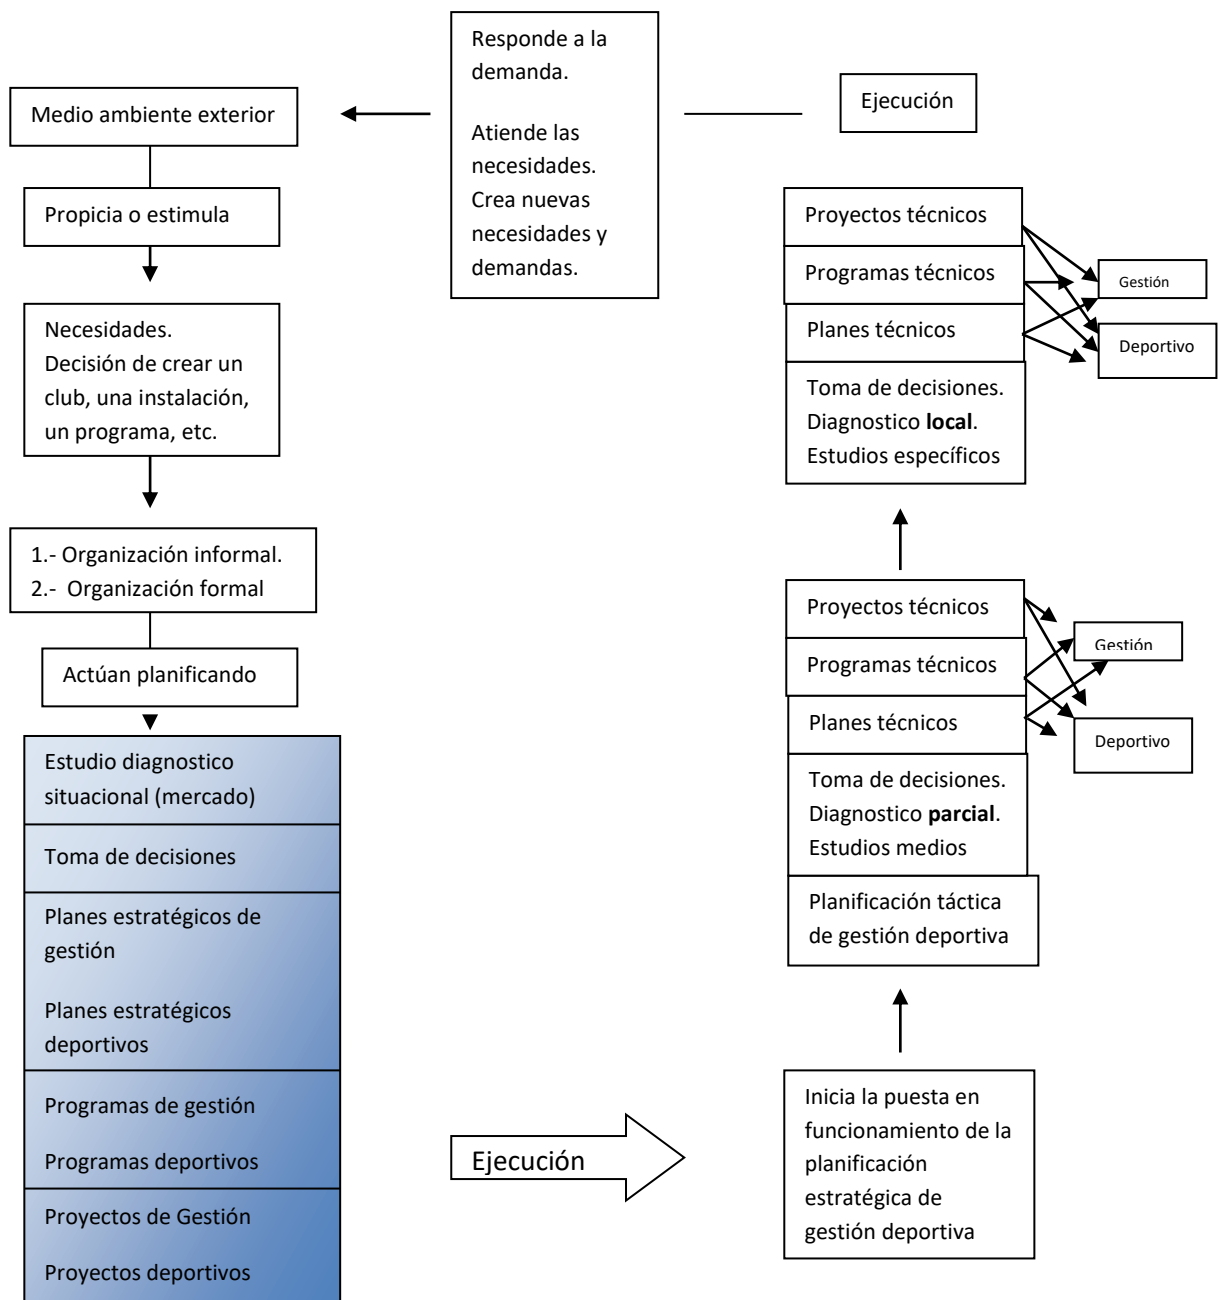 Medio ambiente exterior
Propicia o estimula
Necesidades.
Decisión de crear un
club, una instalación,
un programa, etc.
1.- Organización informal.
2.- Organización formal
Actúan planificando
Estudio diagnostico
situacional (mercado)
Toma de decisiones
Planes estratégicos de
gestión
Planes estratégicos
deportivos
Programas de gestión
Programas deportivos
Proyectos de Gestión
Proyectos deportivos
Ejecución
Inicia la puesta en
funcionamiento de la
planificación
estratégica de
gestión deportiva
Planificación táctica
de gestión deportiva
Toma de decisiones.
Diagnostico parcial.
Estudios medios
Planes técnicos
Programas técnicos
Proyectos técnicos
Gestión
Deportivo
Toma de decisiones.
Diagnostico local.
Estudios específicos
Planes técnicos
Programas técnicos
Proyectos técnicos
Gestión
Deportivo
Ejecución
Responde a la
demanda.
Atiende las
necesidades.
Crea nuevas
necesidades y
demandas.